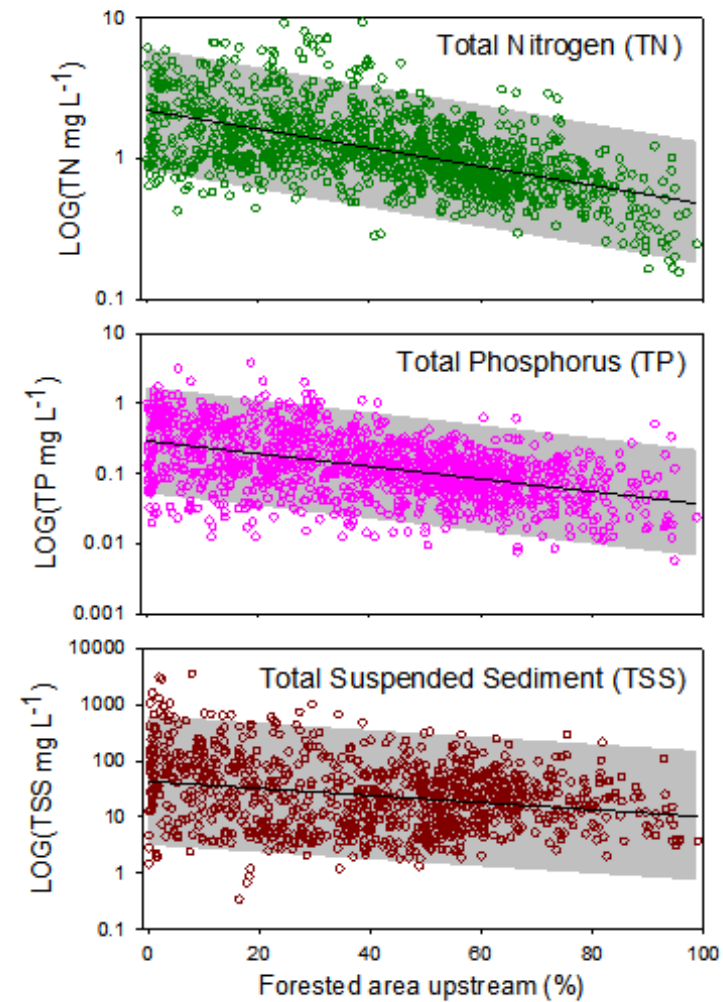 10
Total Nitrogen (TN)
LOG(TN mg L⁻¹)
1
0.1
10
Total Phosphorus (TP)
1
LOG(TP mg L⁻¹)
0.1
0.01
0.001
10000
Total Suspended Sediment (TSS)
1000
LOG(TSS mg L⁻¹)
100
10
1
0.1
0 20 40 60 80 100
Forested area upstream (%)